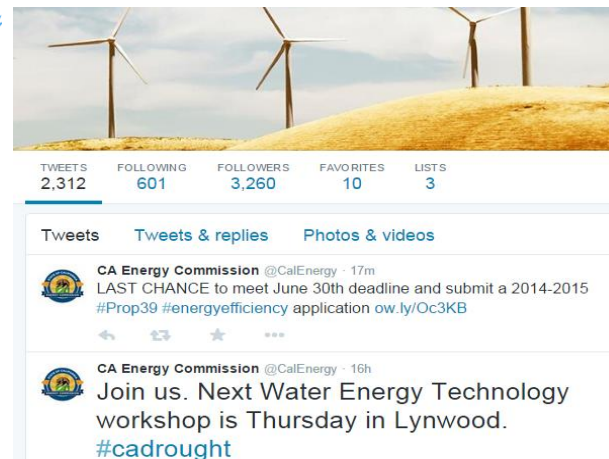 TWEETS FOLLOWING FOLLOWERS FAVORITES LISTS
2,312 601 3,260 10 3
Tweets Tweets & replies Photos & videos
CA Energy Commission @CalEnergy · 17m
LAST CHANCE to meet June 30th deadline and submit a 2014-2015
#Prop39 #energyefficiency application ow.ly/Oc3KB
CA Energy Commission @CalEnergy · 16h
Join us. Next Water Energy Technology
workshop is Thursday in Lynwood.
#cadrought